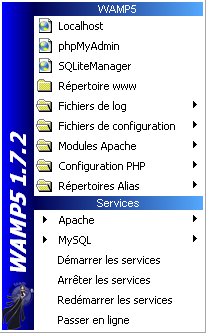 WAMP5
Localhost
phpMyAdmin
SQLiteManager
Répertoire www
Fichiers de log
Fichiers de configuration
Modules Apache
Configuration PHP
Répertoires Alias
Services
Apache
MySQL
Démarrer les services
Arrêter les services
Redémarrer les services
Passer en ligne
WAMP5 1.7.2